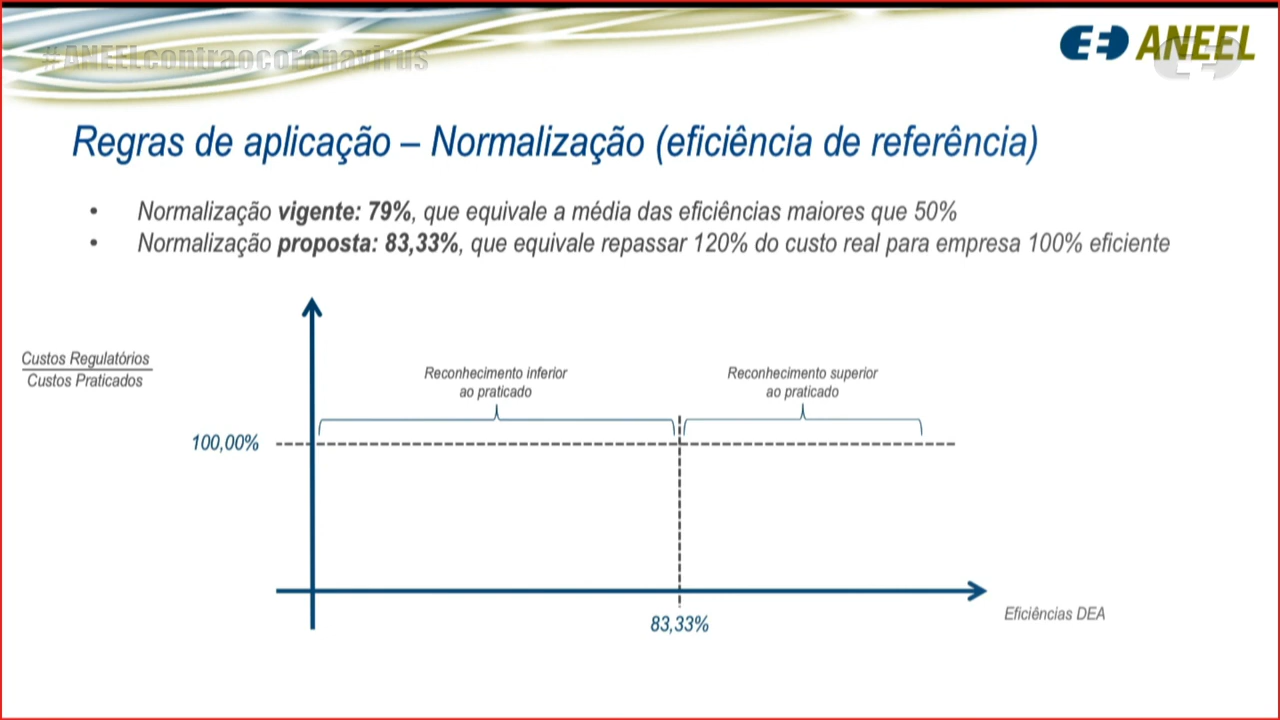 #ANEELcontraocoronavirus
ANEEL
Regras de aplicação – Normalização (eficiência de referência)
• Normalização vigente: 79%, que equivale a média das eficiências maiores que 50%
• Normalização proposta: 83,33%, que equivale repassar 120% do custo real para empresa 100% eficiente
Custos Regulatórios
Custos Praticados
Reconhecimento inferior
ao praticado
Reconhecimento superior
ao praticado
100,00%
83,33%
Eficiências DEA